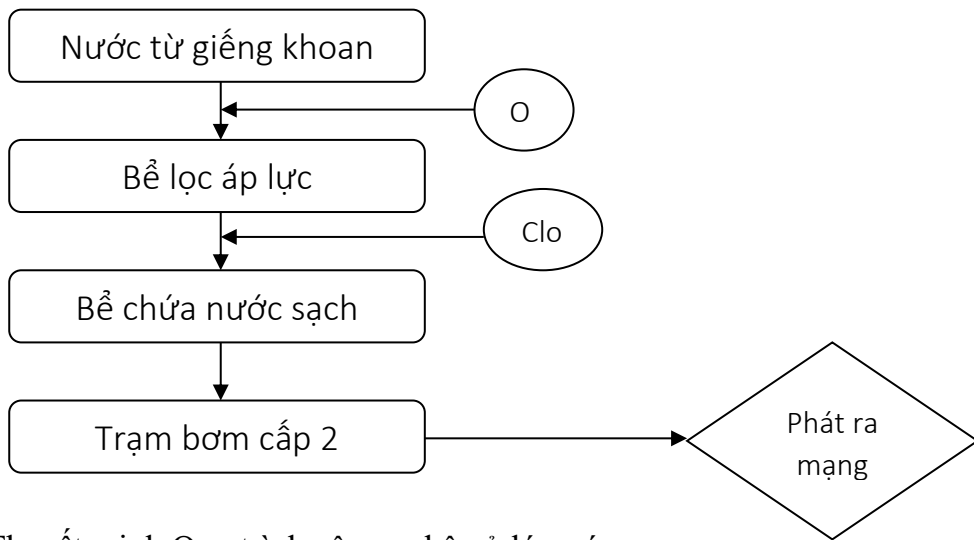 Nước từ giếng khoan
O
Bể lọc áp lực
Clo
Bể chứa nước sạch
Trạm bơm cấp 2
Phát ra
mạng